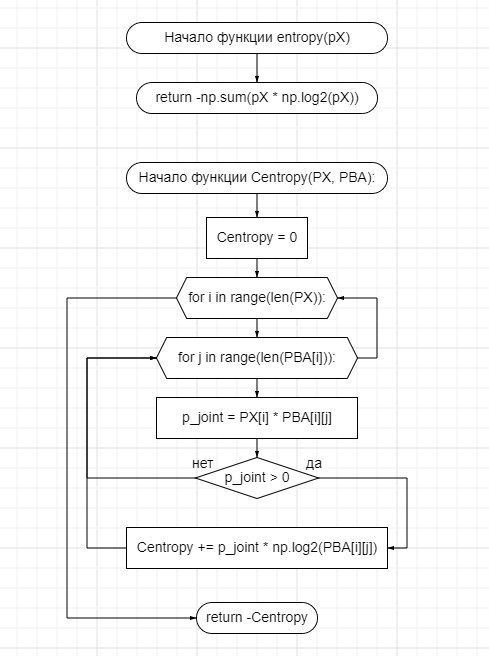 Начало функции entropy(pX)
return -np.sum(pX * np.log2(pX))
Начало функции Centropy(PX, PBA):
Centropy = 0
for i in range(len(PX)):
for j in range(len(PBA[i])):
p_joint = PX[i] * PBA[i][j]
нет
да
p_joint > 0
Centropy += p_joint * np.log2(PBA[i][j])
return -Centropy